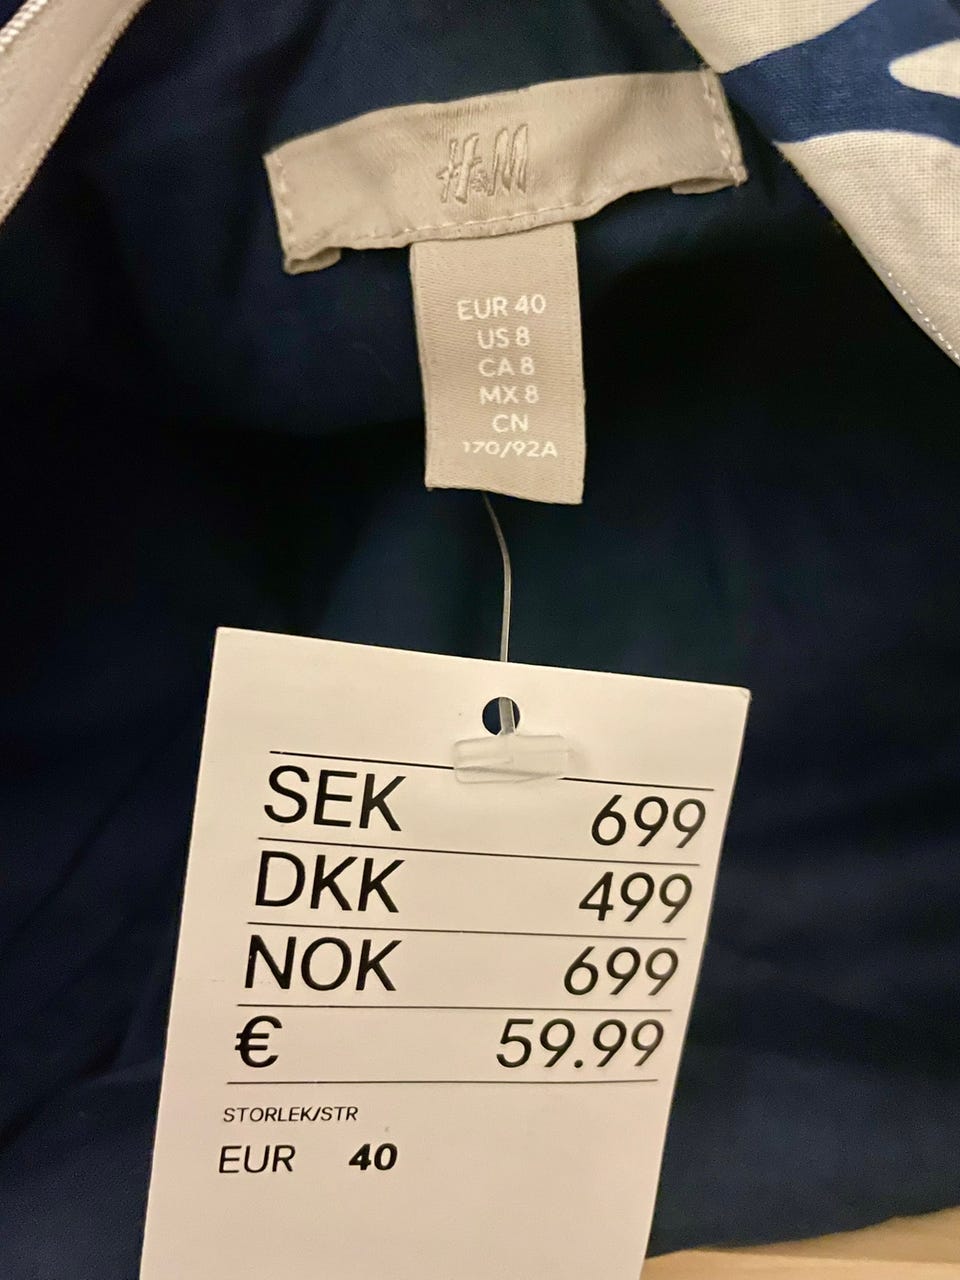 H&M
EUR 40
US 8
CA 8
MX 8
CN
170/92A
SEK 699
DKK 499
NOK 699
€ 59.99
STORLEK/STR
EUR 40